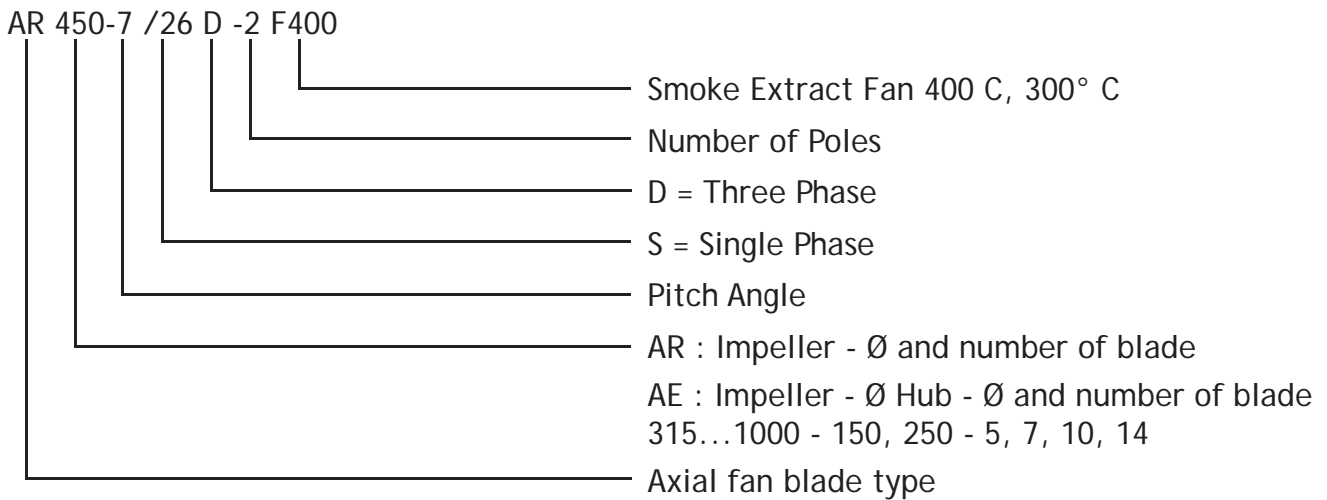 AR 450-7 /26 D -2 F400
Smoke Extract Fan 400 C, 300° C
Number of Poles
D = Three Phase
S = Single Phase
Pitch Angle
AR : Impeller - Ø and number of blade
AE : Impeller - Ø Hub - Ø and number of blade
315...1000 - 150, 250 - 5, 7, 10, 14
Axial fan blade type